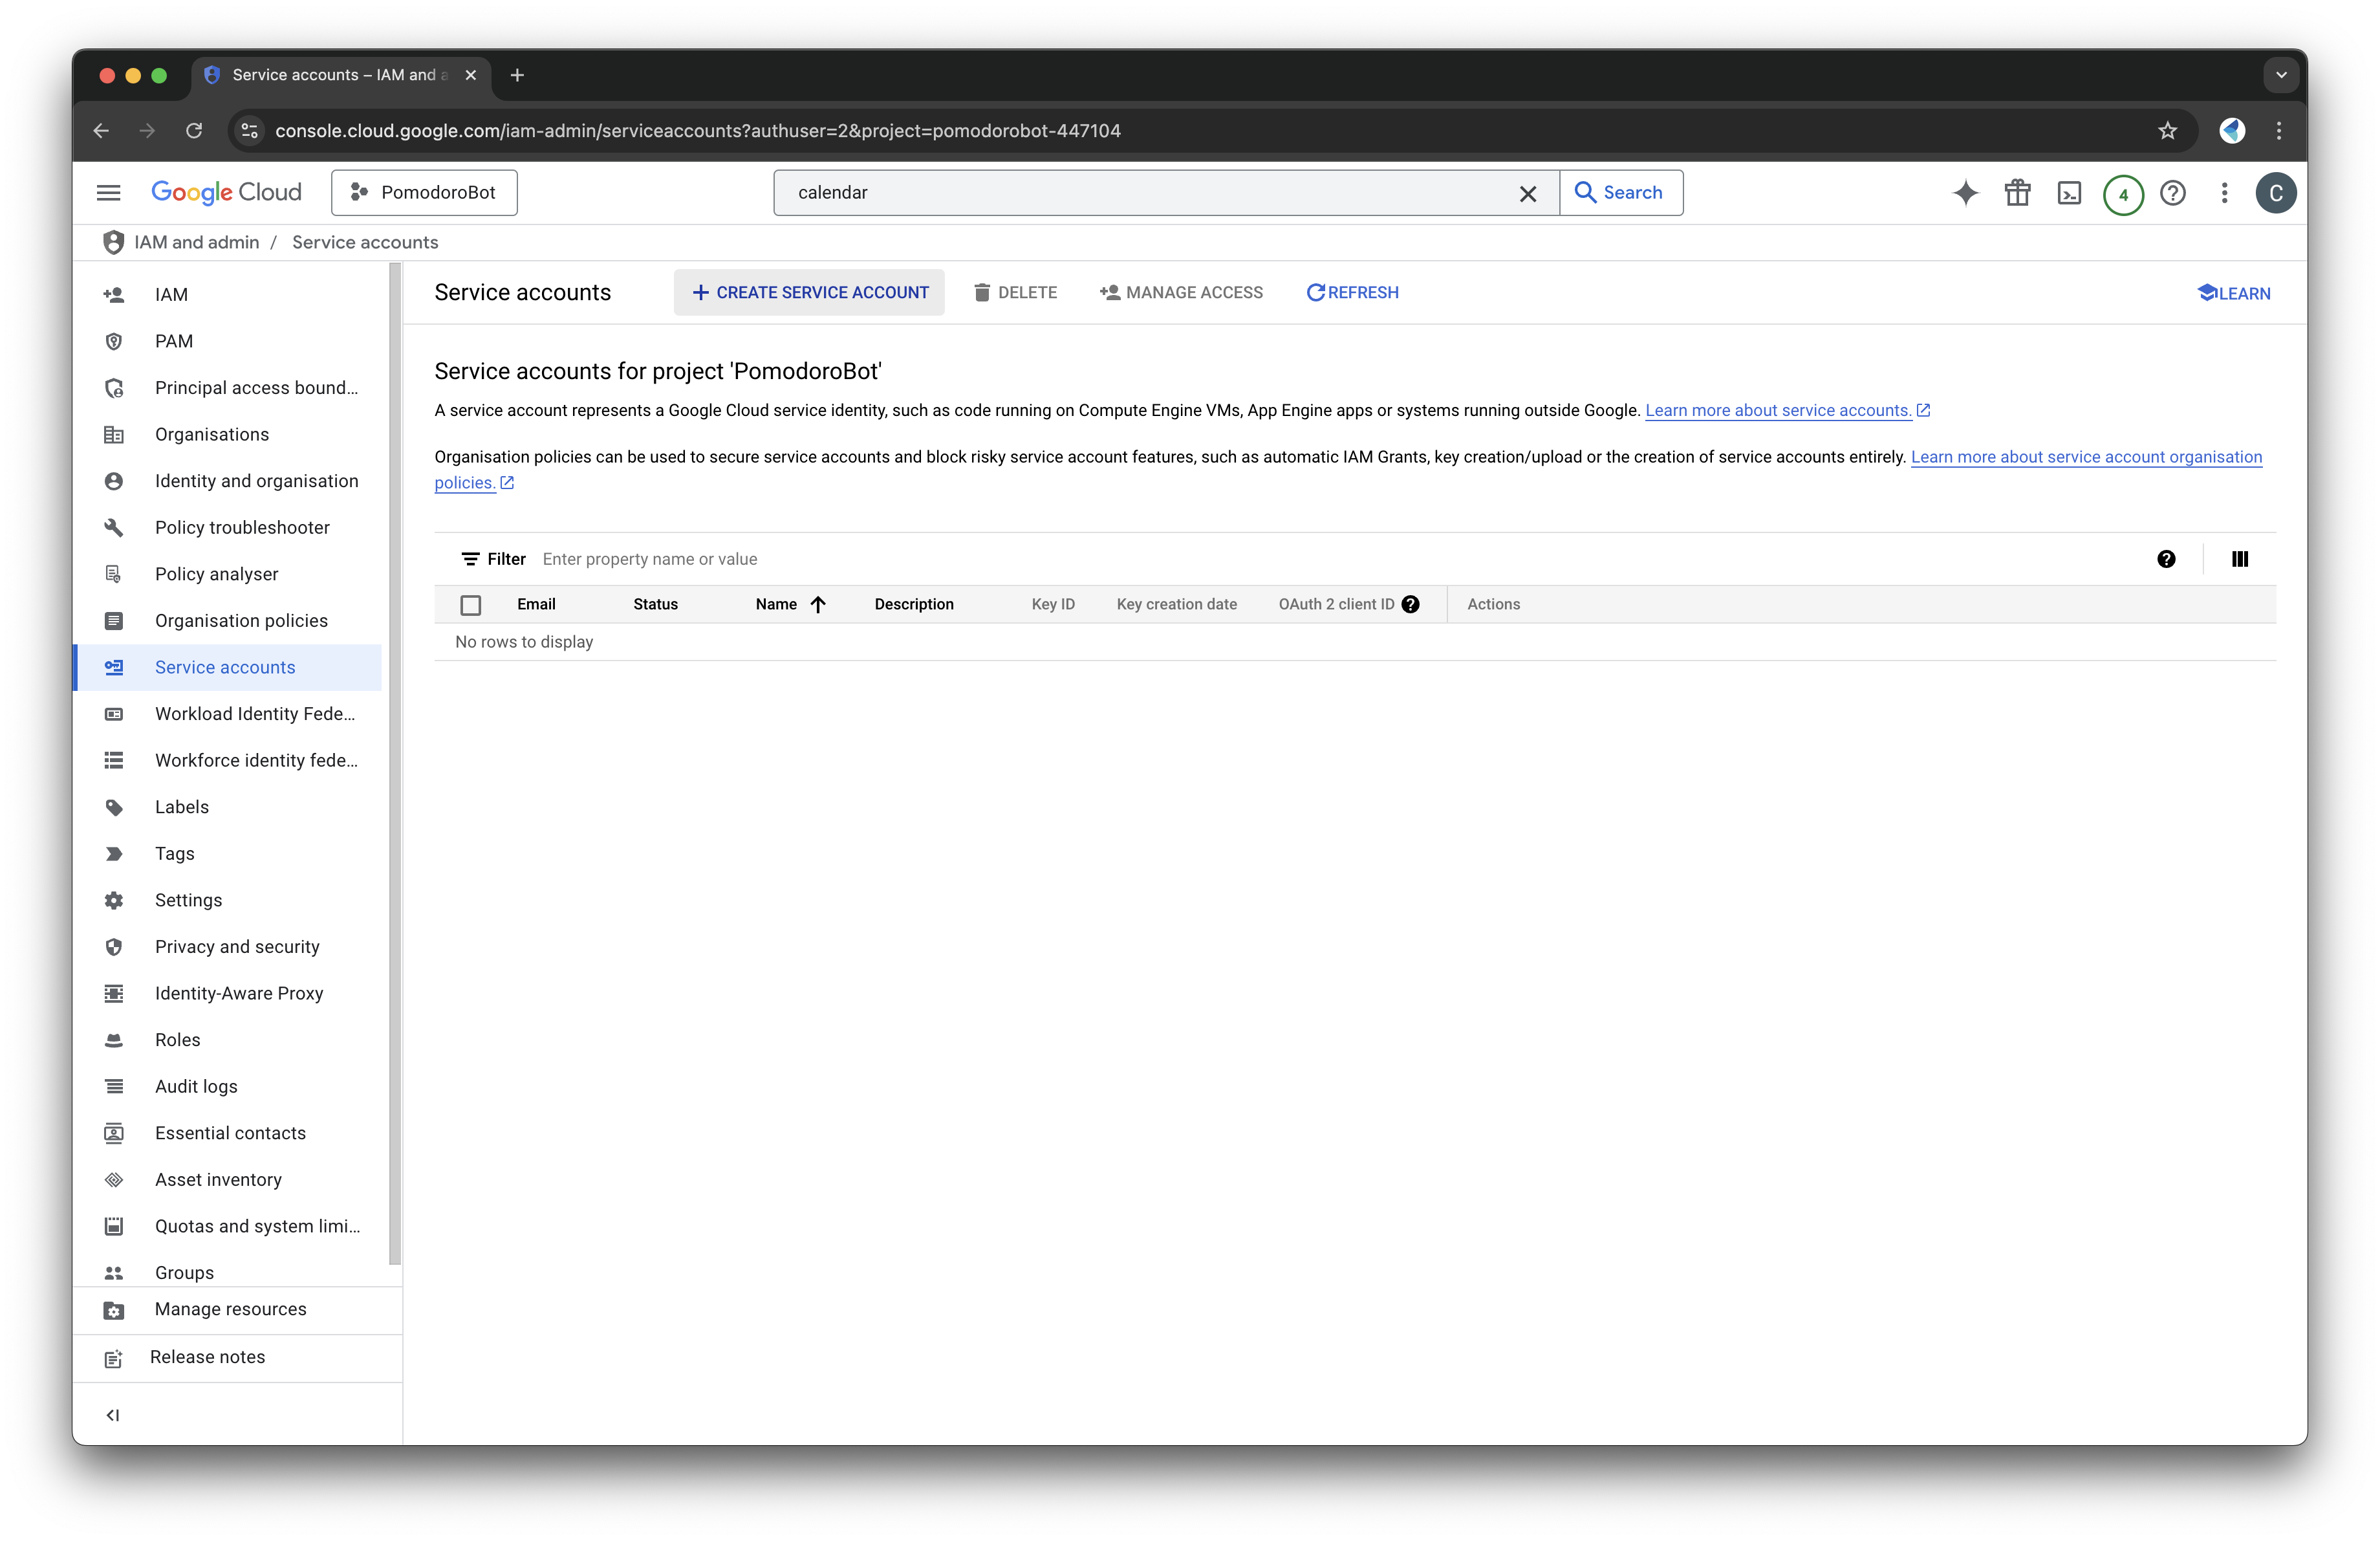 Service accounts – IAM and a
console.cloud.google.com/iam-admin/serviceaccounts?authuser=2&project=pomodorobot-447104
Google Cloud
PomodoroBot
calendar
Search
4
C
IAM and admin / Service accounts
IAM
PAM
Principal access bound...
Organisations
Identity and organisation
Policy troubleshooter
Policy analyser
Organisation policies
Service accounts
Workload Identity Fede...
Workforce identity fede...
Labels
Tags
Settings
Privacy and security
Identity-Aware Proxy
Roles
Audit logs
Essential contacts
Asset inventory
Quotas and system limi...
Groups
Manage resources
Release notes
Service accounts
CREATE SERVICE ACCOUNT
DELETE
MANAGE ACCESS
REFRESH
LEARN
Service accounts for project 'PomodoroBot'
A service account represents a Google Cloud service identity, such as code running on Compute Engine VMs, App Engine apps or systems running outside Google. Learn more about service accounts.
Organisation policies can be used to secure service accounts and block risky service account features, such as automatic IAM Grants, key creation/upload or the creation of service accounts entirely. Learn more about service account organisation
policies.
Filter Enter property name or value
Email Status Name Description Key ID Key creation date OAuth 2 client ID Actions
No rows to display